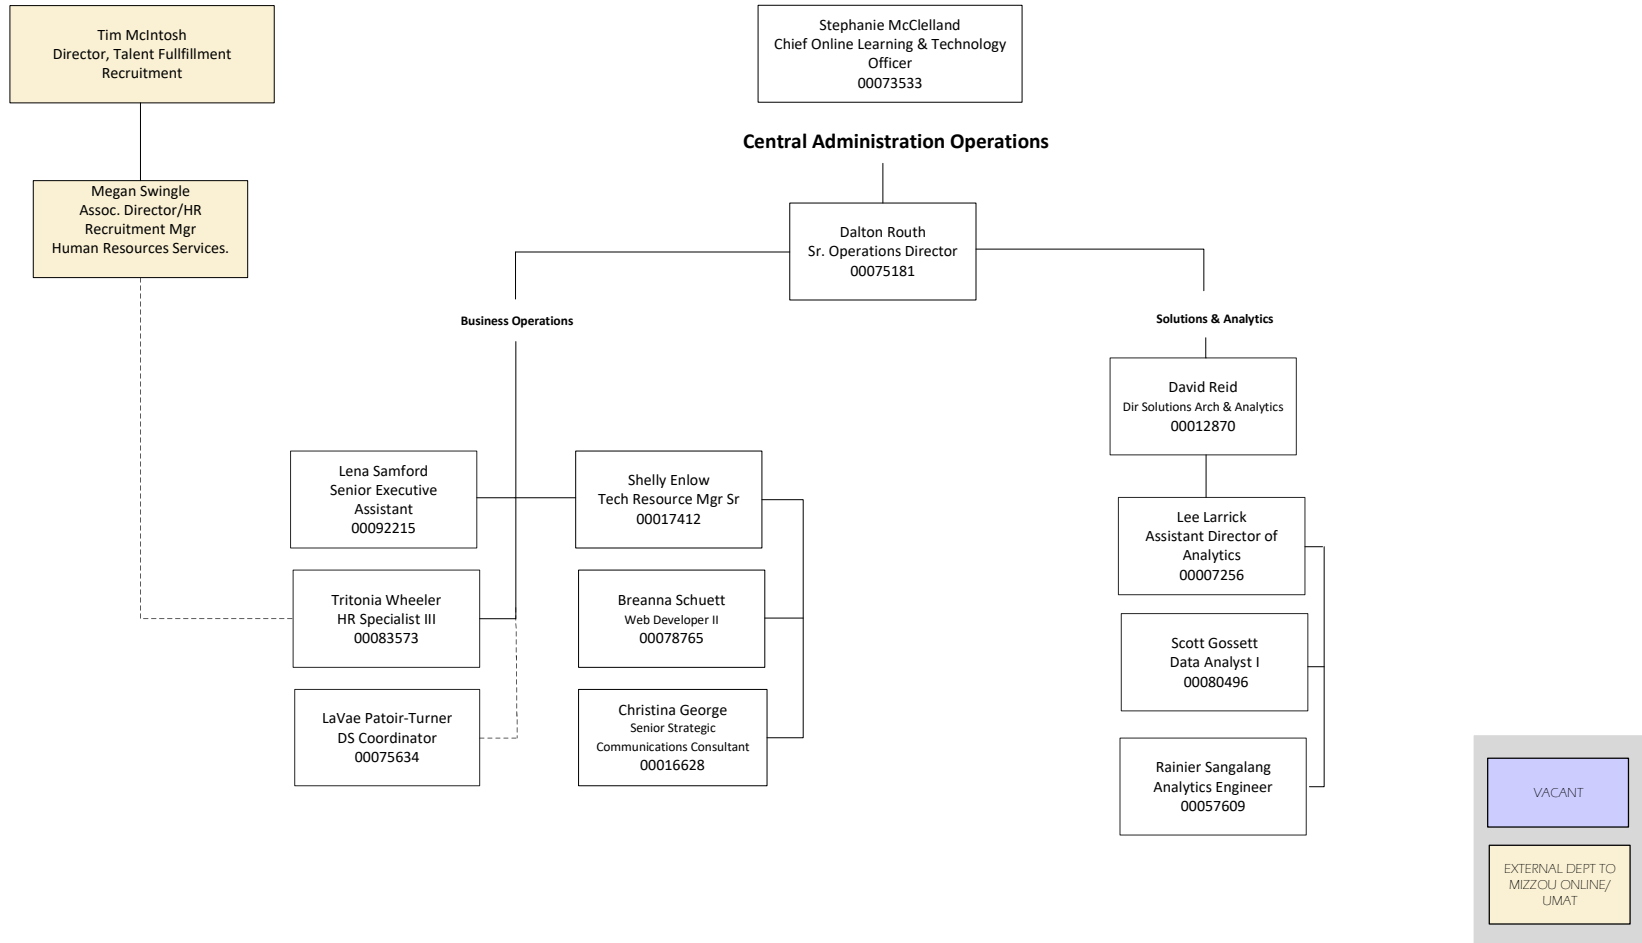 Tim McIntosh
Director, Talent Fullfillment
Recruitment
Stephanie McClelland
Chief Online Learning & Technology
Officer
00073533
Central Administration Operations
Megan Swingle
Assoc. Director/HR
Recruitment Mgr
Human Resources Services.
Dalton Routh
Sr. Operations Director
00075181
Business Operations
Solutions & Analytics
David Reid
Dir Solutions Arch & Analytics
00012870
Lena Samford
Senior Executive
Assistant
00092215
Shelly Enlow
Tech Resource Mgr Sr
00017412
Lee Larrick
Assistant Director of
Analytics
00007256
Tritonia Wheeler
HR Specialist III
00083573
Breanna Schuett
Web Developer II
00078765
Scott Gossett
Data Analyst I
00080496
LaVae Patoir-Turner
DS Coordinator
00075634
Christina George
Senior Strategic
Communications Consultant
00016628
Rainier Sangalang
Analytics Engineer
00057609
VACANT
EXTERNAL DEPT TO
MIZZOU ONLINE/
UMAT